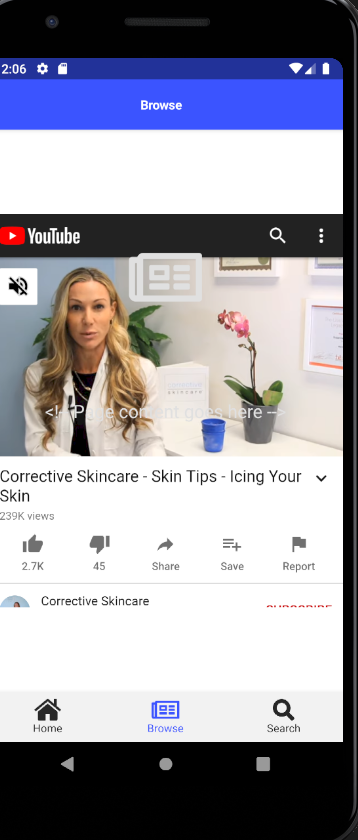 2:06
Browse
YouTube
<!-- Page content goes here -->
Corrective Skincare - Skin Tips - Icing Your
Skin
239K views
2.7K
45
Share
Save
Report
Corrective Skincare
SUBSCRIBE
Home
Browse
Search